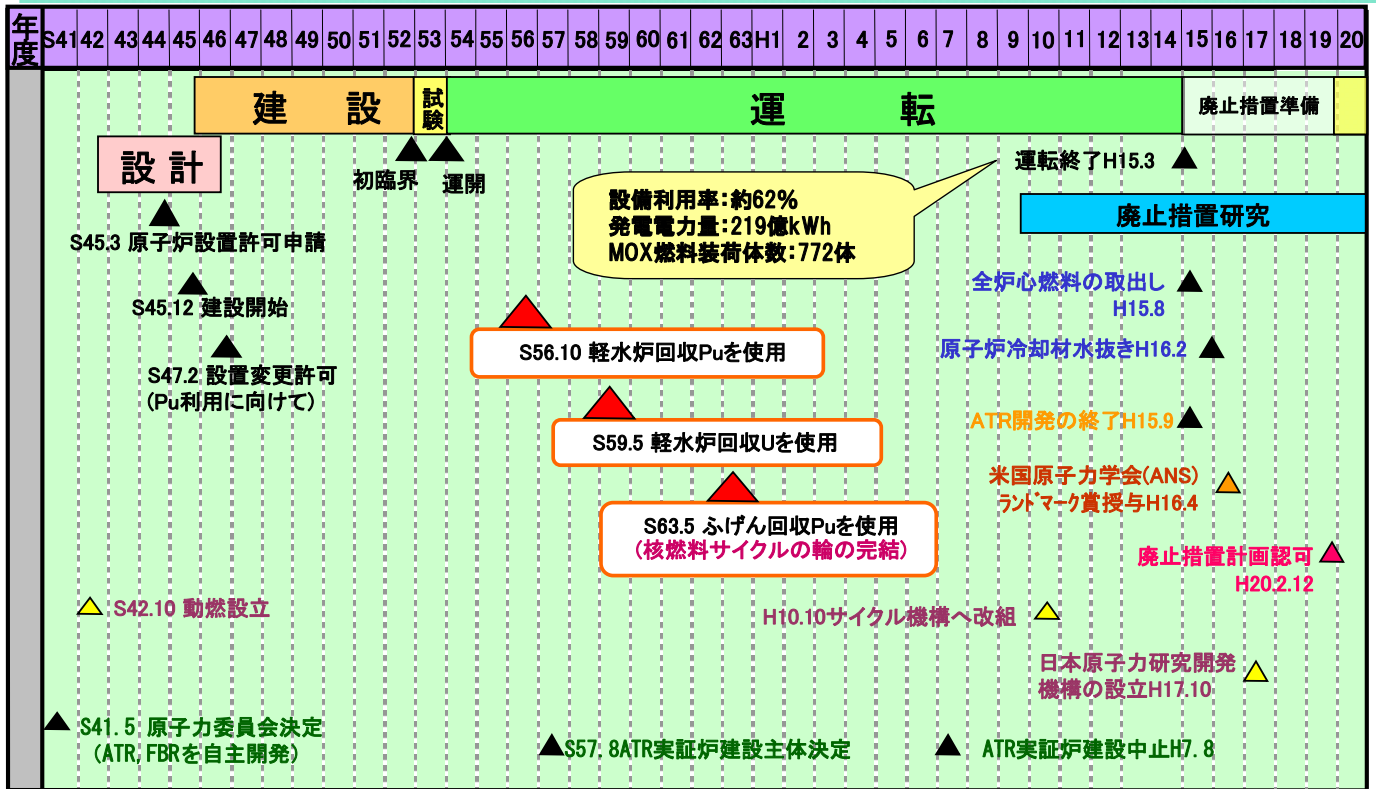 年度 S41 42 43 44 45 46 47 48 49 50 51 52 53 54 55 56 57 58 59 60 61 62 63 H1 2 3 4 5 6 7 8 9 10 11 12 13 14 15 16 17 18 19 20
建 設
試験
運 転
廃止措置準備
設 計
初臨界
運開
運転終了H15.3
設備利用率:約62%
発電電力量:219億kWh
MOX燃料装荷体数:772体
廃止措置研究
S45.3 原子炉設置許可申請
S45.12 建設開始
S47.2 設置変更許可
(Pu利用に向けて)
全炉心燃料の取出し
H15.8
S56.10 軽水炉回収Puを使用
原子炉冷却材水抜きH16.2
S59.5 軽水炉回収Uを使用
ATR開発の終了H15.9
米国原子力学会(ANS)
ﾗﾝﾄﾞﾏｰｸ賞授与H16.4
S63.5 ふげん回収Puを使用
(核燃料サイクルの輪の完結)
廃止措置計画認可
H20.2.12
S42.10 動燃設立
H10.10サイクル機構へ改組
日本原子力研究開発
機構の設立H17.10
S41.5 原子力委員会決定
(ATR,FBRを自主開発)
S57.8ATR実証炉建設主体決定
ATR実証炉建設中止H7.8